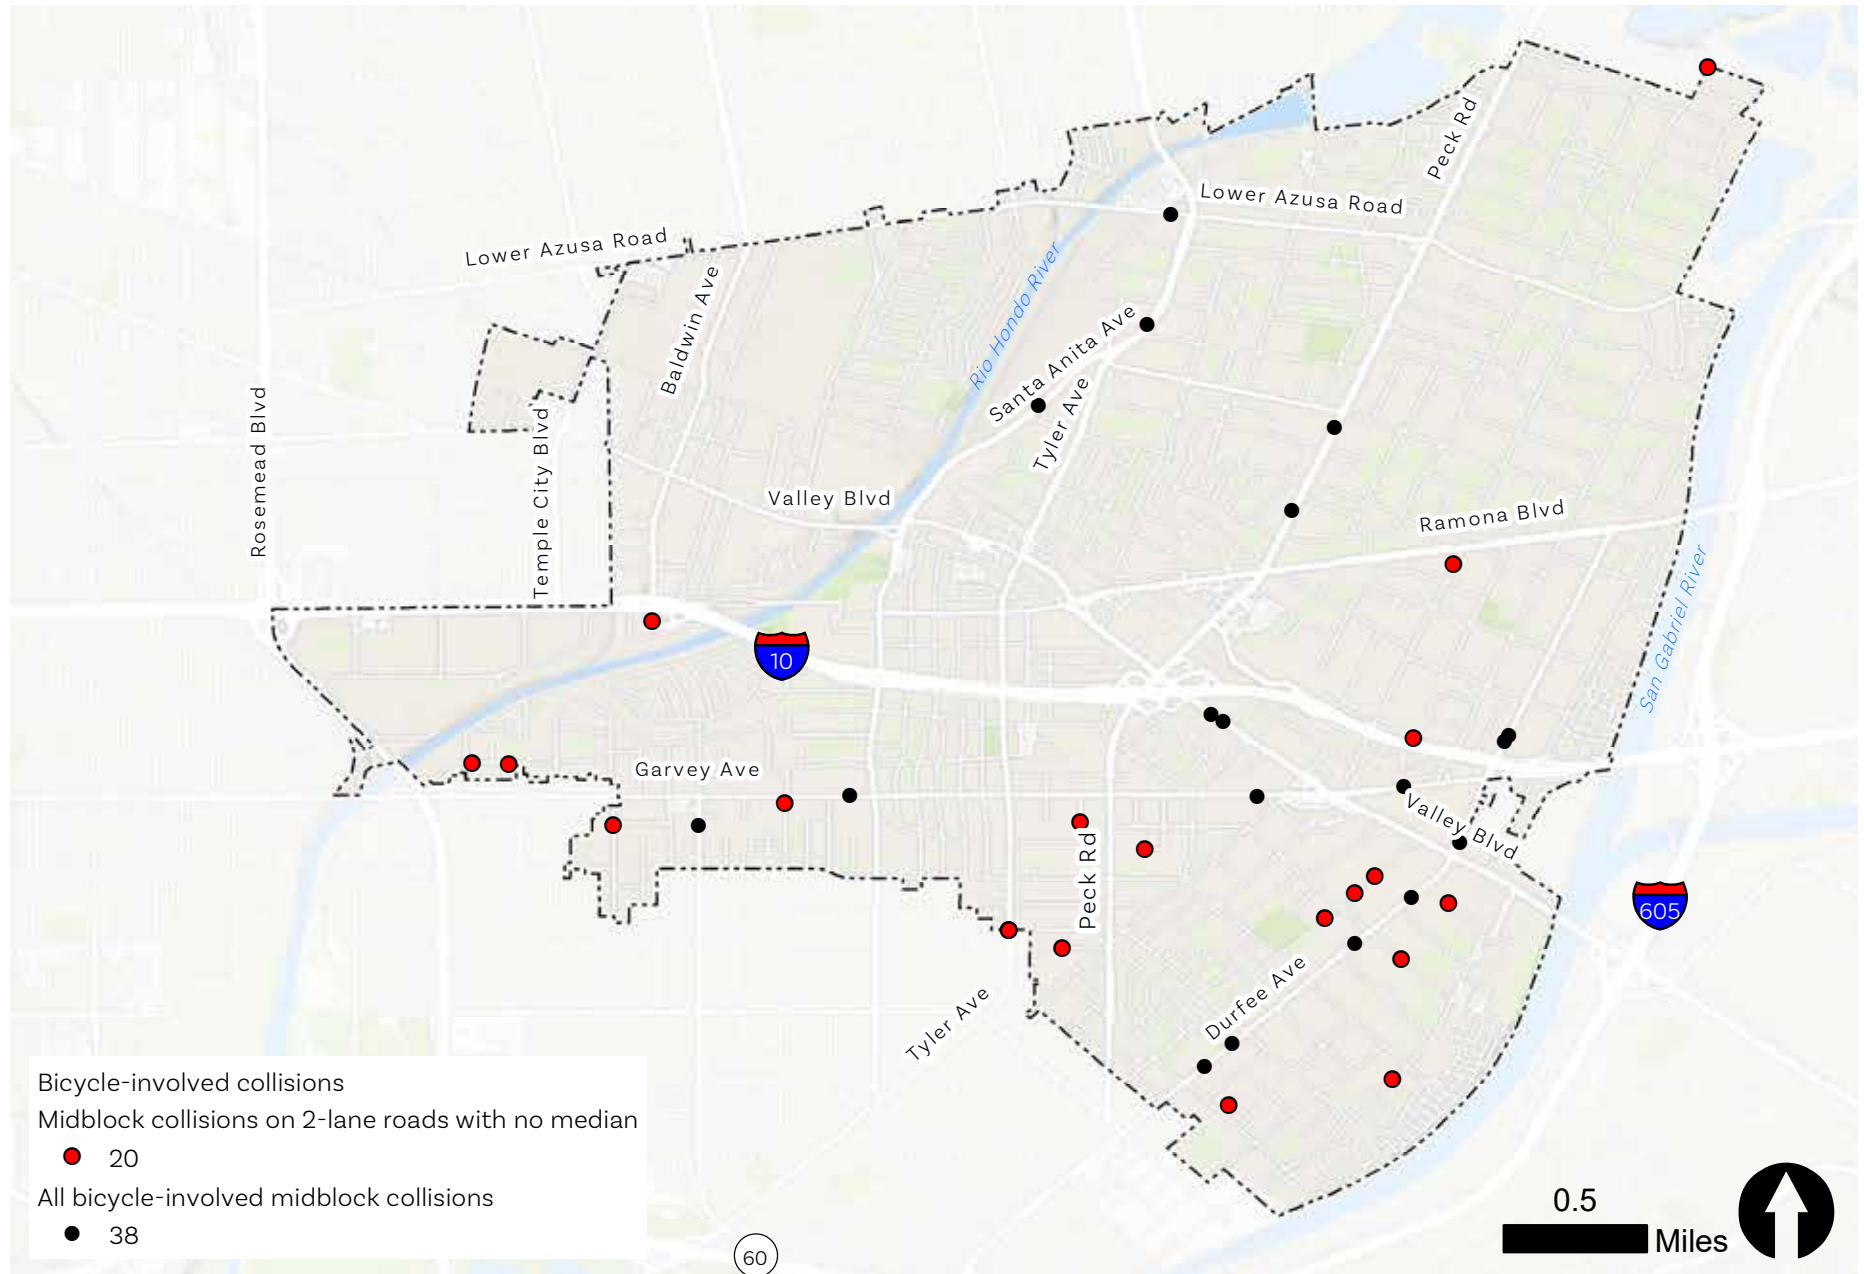 Peck Rd
Lower Azusa Road
Lower Azusa Road
Baldwin Ave
Rio Hondo River
Santa Anita Ave
Tyler Ave
Rosemead Blvd
Temple City Blvd
Valley Blvd
Ramona Blvd
San Gabriel River
10
Garvey Ave
Valley Blvd
Peck Rd
605
Durfee Ave
Tyler Ave
Bicycle-involved collisions
Midblock collisions on 2-lane roads with no median
20
All bicycle-involved midblock collisions
38
60
0.5
Miles